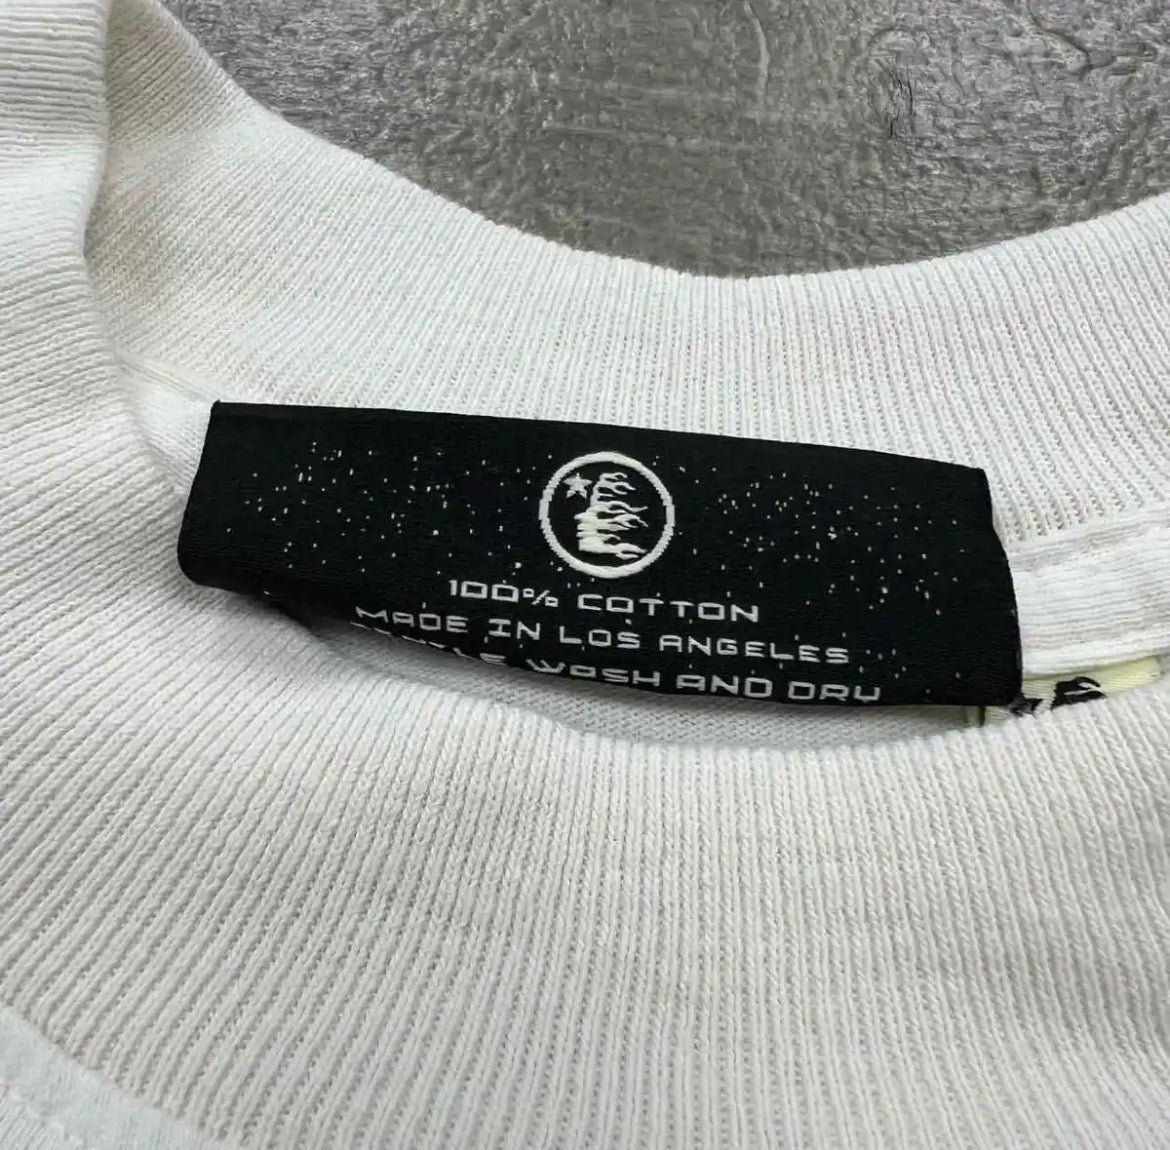 100% COTTON
MADE IN LOS ANGELES
WASH AND DRY